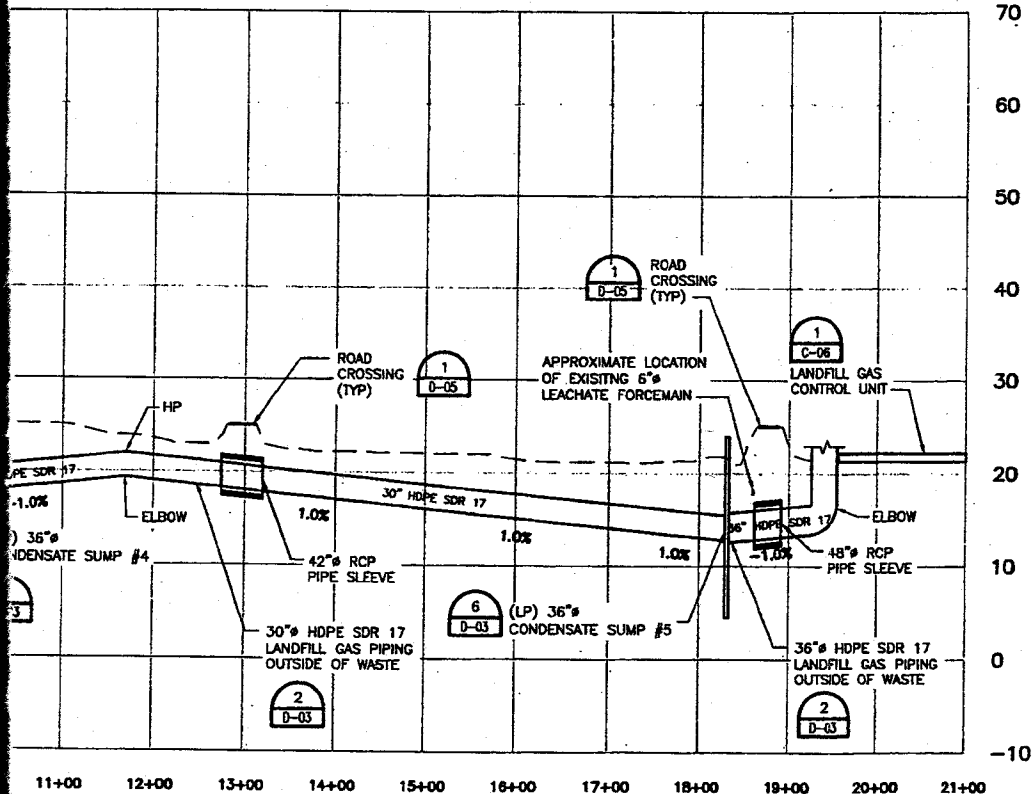 70
60
50
40
30
20
10
0
-10
1
D-05
ROAD
CROSSING
(TYP)
1
C-06
LANDFILL GAS
CONTROL UNIT
ROAD
CROSSING
(TYP)
1
D-05
APPROXIMATE LOCATION
OF EXISITNG 6"ø
LEACHATE FORCEMAIN
HP
PE SDR 17
-1.0%
ELBOW
30" HDPE SDR 17
1.0%
1.0%
1.0%
36" HDPE SDR 17
-1.0%
ELBOW
) 36"ø
NDENSATE SUMP #4
42"ø RCP
PIPE SLEEVE
48"ø RCP
PIPE SLEEVE
3
6
D-03
(LP) 36"ø
CONDENSATE SUMP #5
30"ø HDPE SDR 17
LANDFILL GAS PIPING
OUTSIDE OF WASTE
2
D-03
36"ø HDPE SDR 17
LANDFILL GAS PIPING
OUTSIDE OF WASTE
2
D-03
11+00 12+00 13+00 14+00 15+00 16+00 17+00 18+00 19+00 20+00 21+00